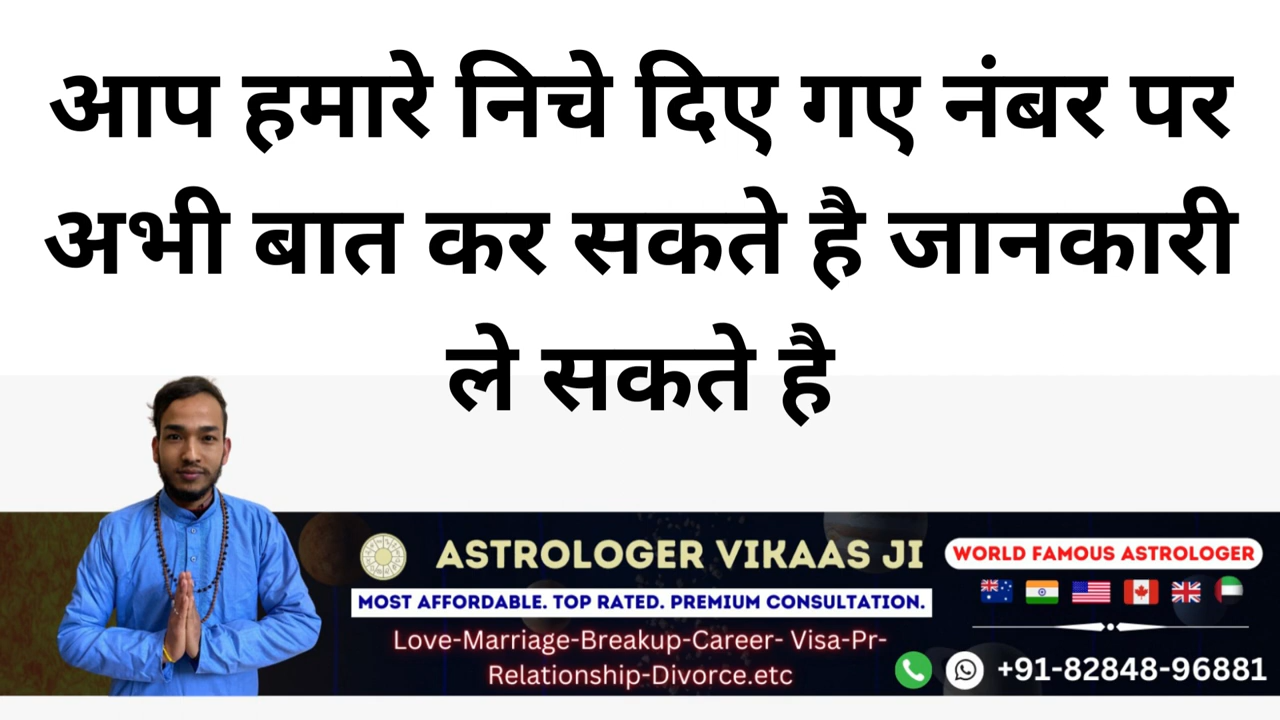 आप हमारे निचे दिए गए नंबर पर
अभी बात कर सकते है जानकारी
ले सकते है
ASTROLOGER VIKAAS JI
MOST AFFORDABLE. TOP RATED. PREMIUM CONSULTATION.
Love-Marriage-Breakup-Career- Visa-Pr-
Relationship-Divorce.etc
WORLD FAMOUS ASTROLOGER
+91-82848-96881